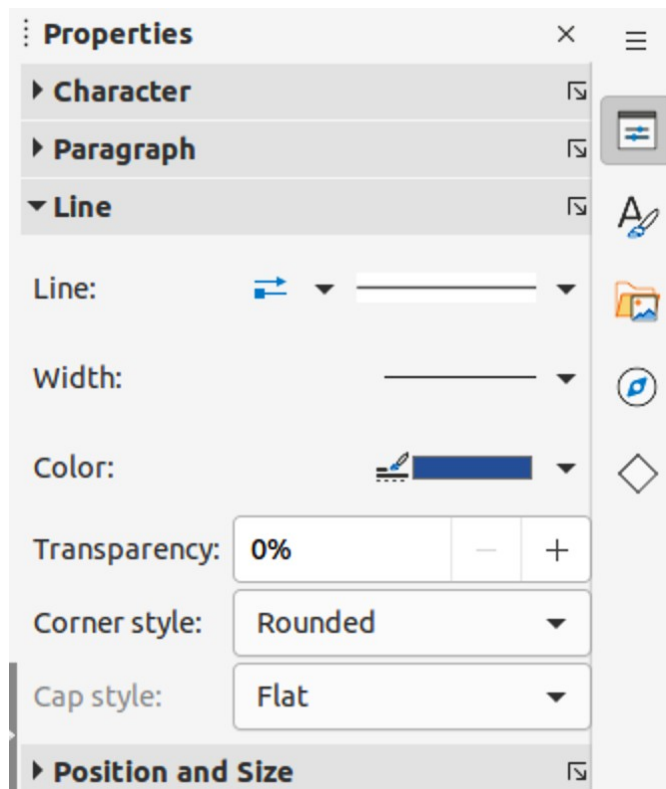 Properties
Character
Paragraph
Line
Line:
Width:
Color:
Transparency: 0%
Corner style: Rounded
Cap style: Flat
Position and Size